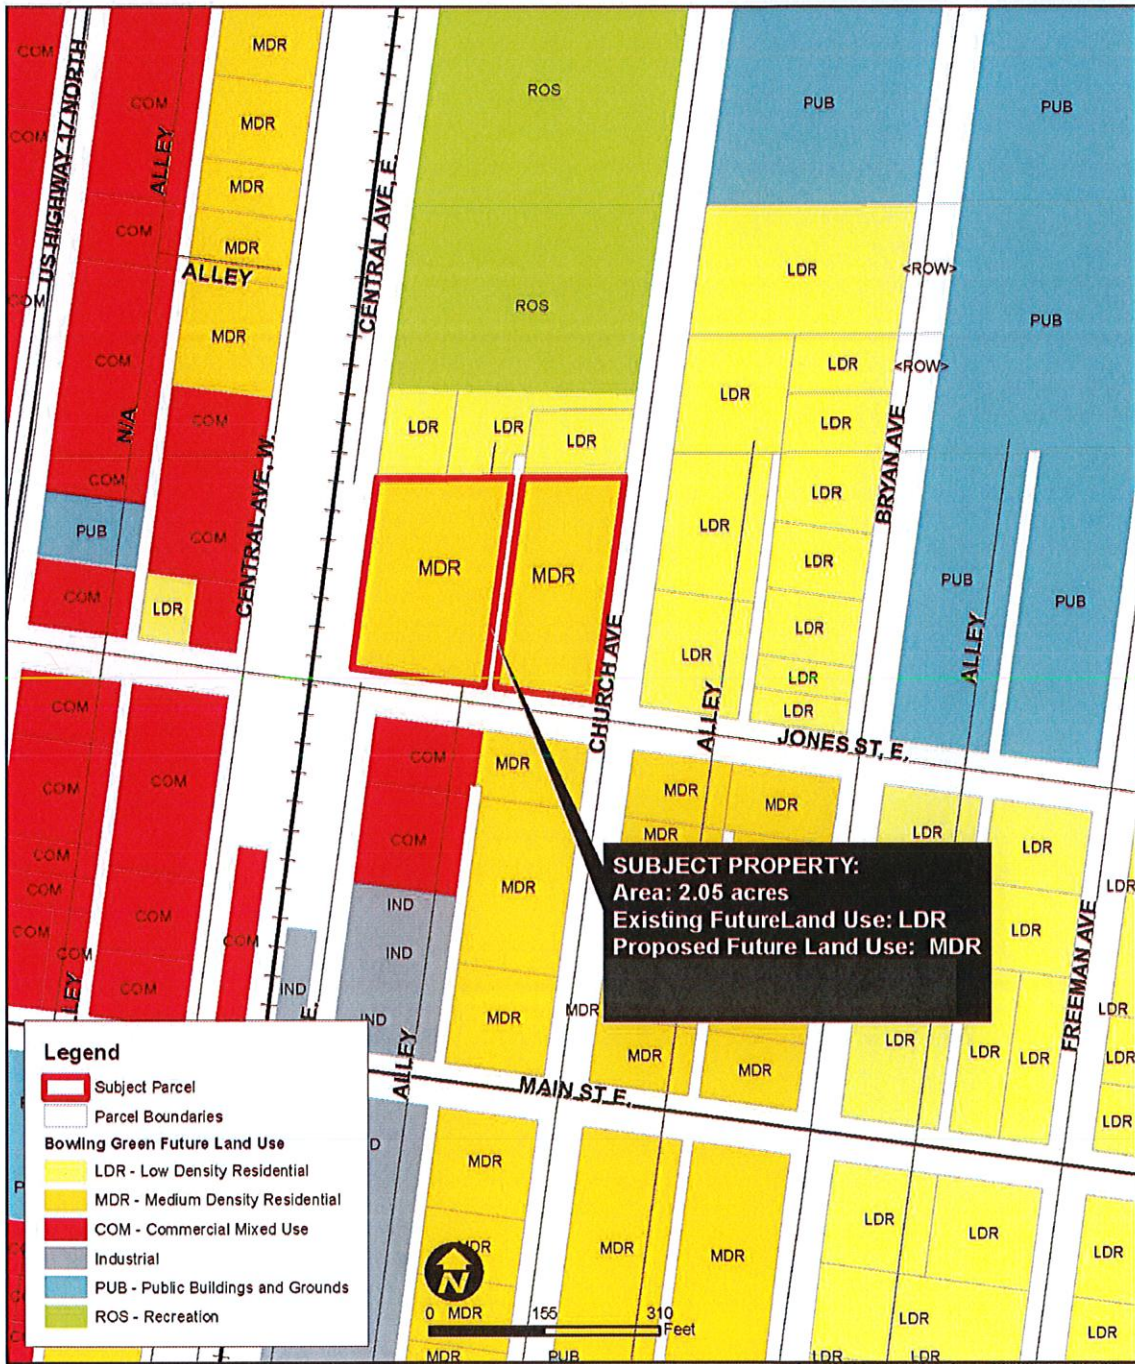 COM
MDR
ROS
PUB
PUB
COM
MDR
US HIGHWAY 17 NORTH
ALLEY
MDR
CENTRAL AVE, E.
COM
MDR
ALLEY
LDR
<ROW>
COM
MDR
ROS
PUB
COM
LDR
<ROW>
LDR
COM
N/A
LDR
LDR
LDR
LDR
BRYAN AVE
COM
CENTRAL AVE, W.
LDR
LDR
PUB
COM
MDR
MDR
LDR
PUB
PUB
COM
LDR
LDR
ALLEY
LDR
CHURCH AVE
LDR
COM
ALLEY
LDR
JONES ST, E.
COM
MDR
COM
COM
MDR
MDR
MDR
LDR
LDR
COM
COM
MDR
SUBJECT PROPERTY:
Area: 2.05 acres
Existing FutureLand Use: LDR
Proposed Future Land Use: MDR
LDR
COM
IND
LDR
FREEMAN AVE
COM
COM
IND
COM
IND
IND
MDR
MDR
LDR
LDR
LDR
LDR
E.
ALLEY
MDR
MDR
LDR
LDR
MAIN ST E.
Legend
Subject Parcel
Parcel Boundaries
Bowling Green Future Land Use
LDR - Low Density Residential
MDR - Medium Density Residential
COM - Commercial Mixed Use
Industrial
PUB - Public Buildings and Grounds
ROS - Recreation
MDR
LDR
LDR
LDR
MDR
MDR
MDR
N
0 MDR 155 310
Feet
LDR
LDR
MDR
PUB
LDR
LDR